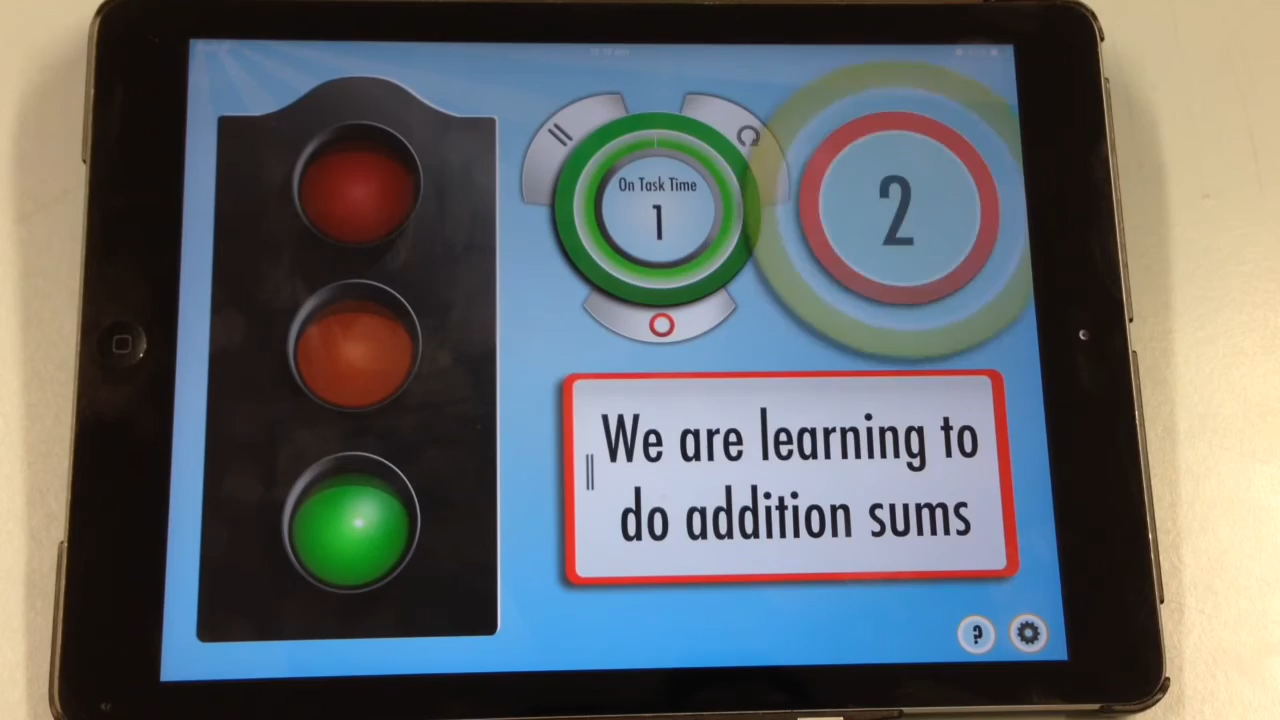 On Task Time
1
2
We are learning to
do addition sums
?